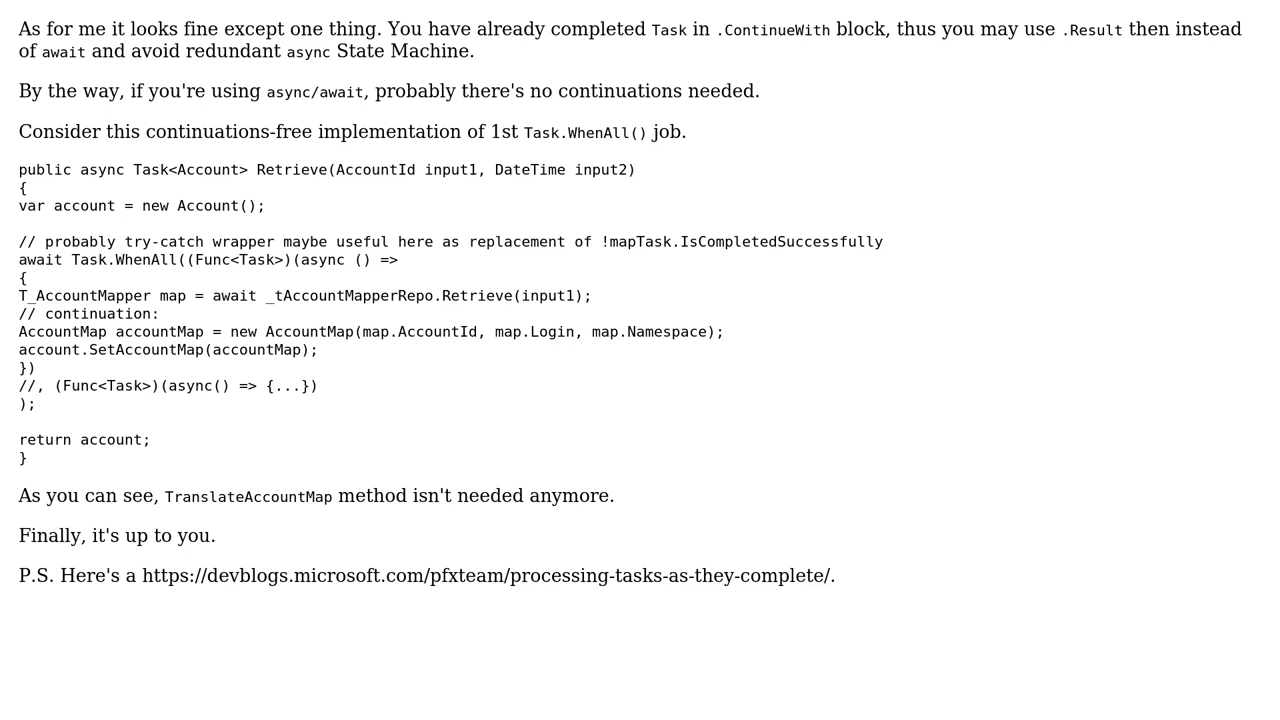 As for me it looks fine except one thing. You have already completed Task in .ContinueWith block, thus you may use .Result then instead
of await and avoid redundant async State Machine.
By the way, if you're using async/await, probably there's no continuations needed.
Consider this continuations-free implementation of 1st Task.WhenAll() job.
public async Task<Account> Retrieve(AccountId input1, DateTime input2)
{
var account = new Account();
// probably try-catch wrapper maybe useful here as replacement of !mapTask.IsCompletedSuccessfully
await Task.WhenAll((Func<Task>)(async () =>
{
T_AccountMapper map = await _tAccountMapperRepo.Retrieve(input1);
// continuation:
AccountMap accountMap = new AccountMap(map.AccountId, map.Login, map.Namespace);
account.SetAccountMap(accountMap);
})
//, (Func<Task>)(async() => {...})
);
return account;
}
As you can see, TranslateAccountMap method isn't needed anymore.
Finally, it's up to you.
P.S. Here's a https://devblogs.microsoft.com/pfxteam/processing-tasks-as-they-complete/.